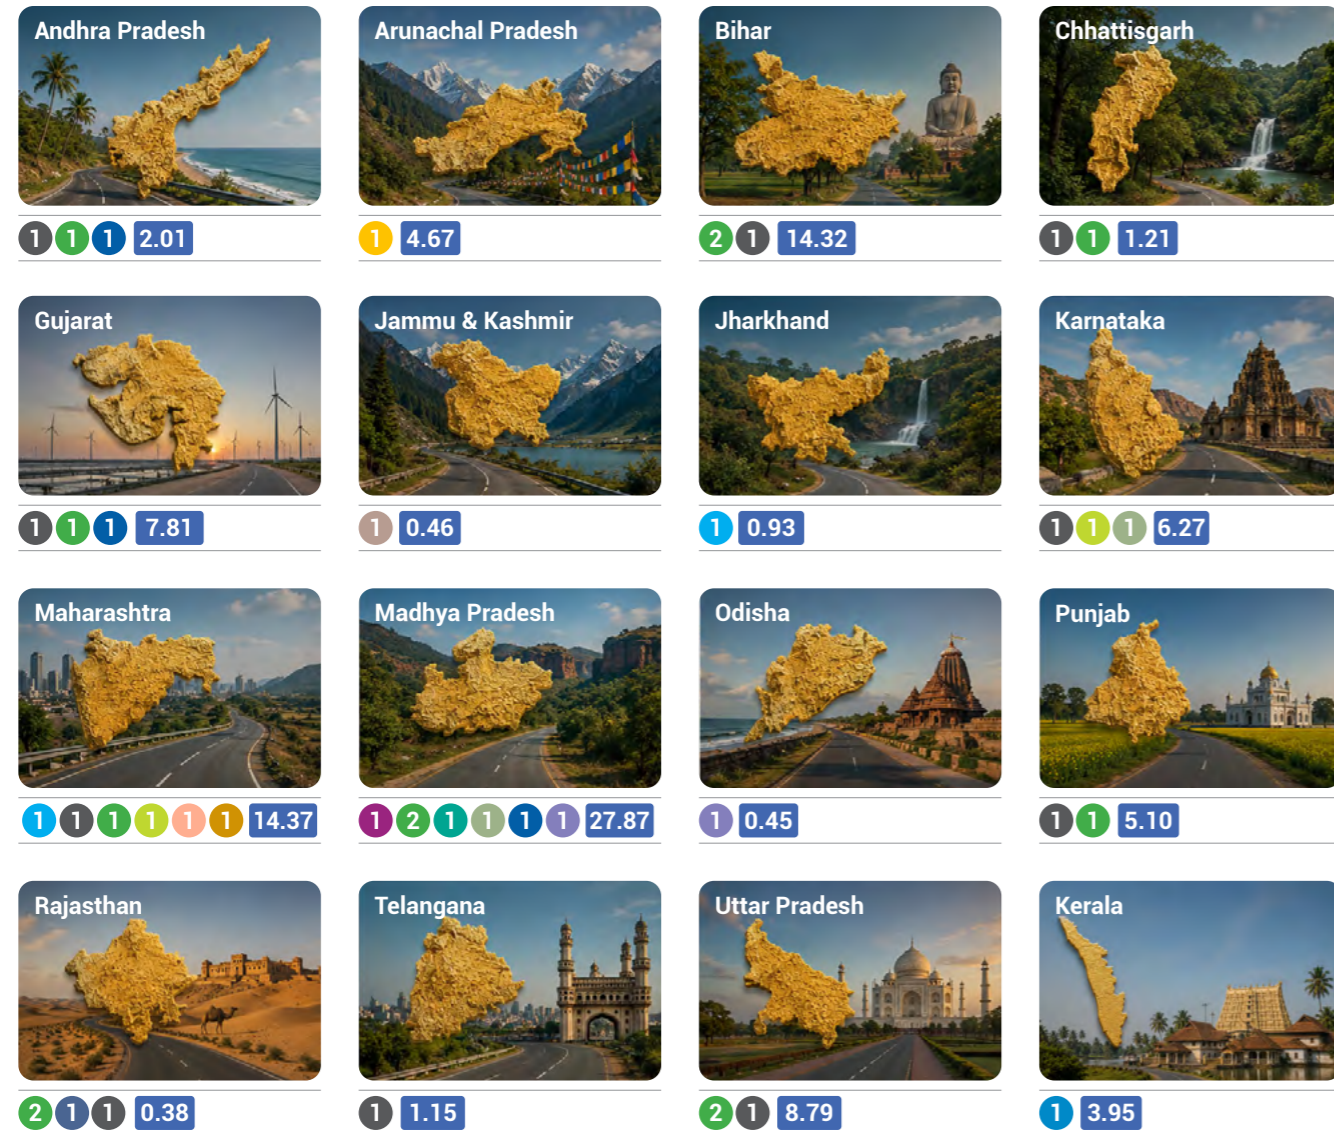 Andhra Pradesh
1 1 1 2.01
Arunachal Pradesh
1 4.67
Bihar
2 1 14.32
Chhattisgarh
1 1 1.21
Gujarat
1 1 1 7.81
Jammu & Kashmir
1 0.46
Jharkhand
1 0.93
Karnataka
1 1 1 6.27
Maharashtra
1 1 1 1 1 1 14.37
Madhya Pradesh
1 2 1 1 1 1 27.87
Odisha
1 0.45
Punjab
1 1 5.10
Rajasthan
2 1 1 0.38
Telangana
1 1.15
Uttar Pradesh
2 1 8.79
Kerala
1 3.95